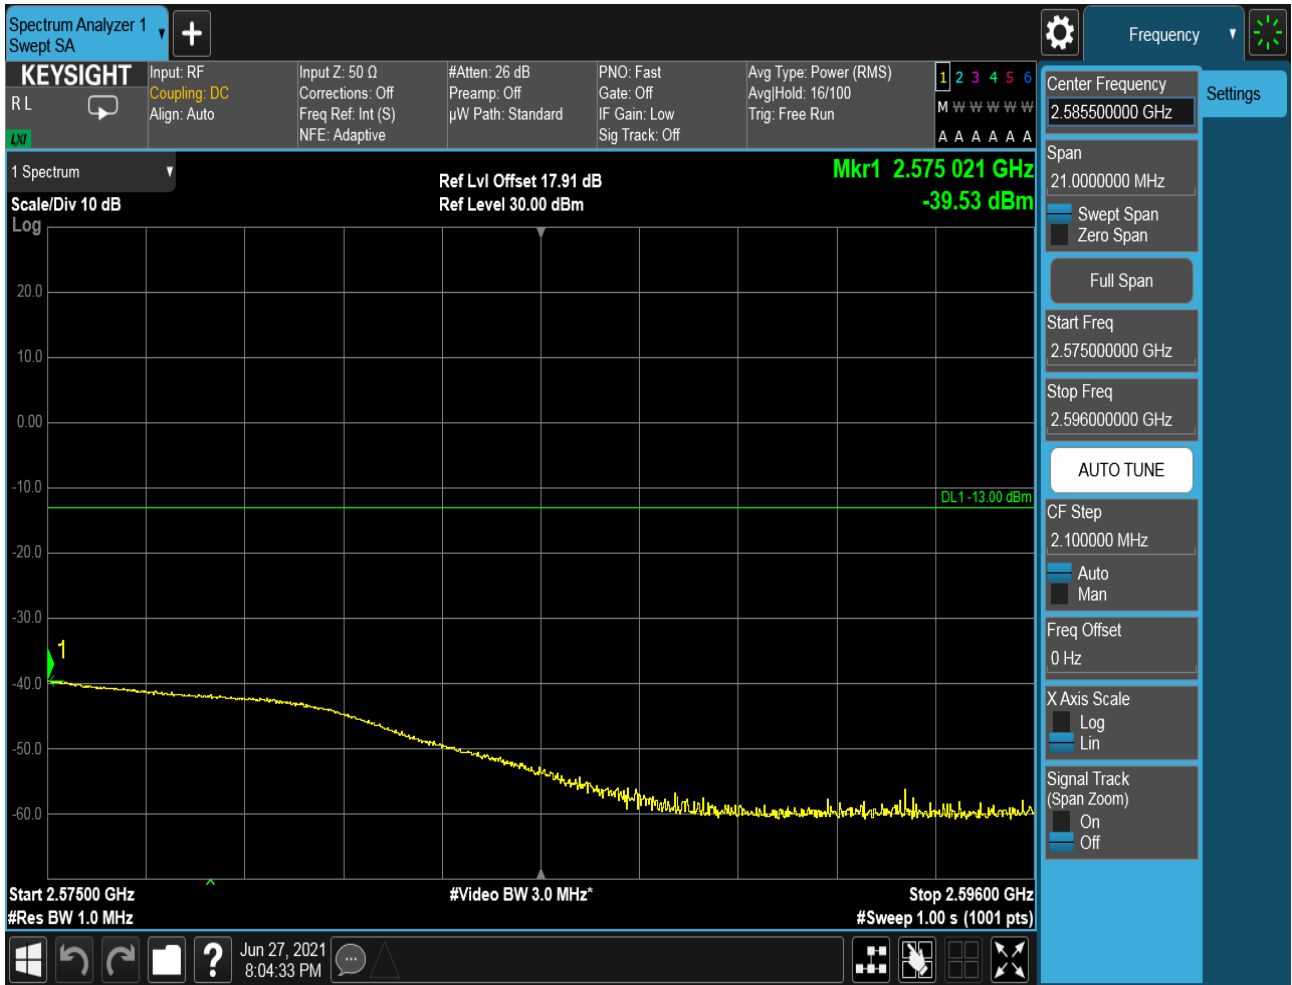 Spectrum Analyzer 1
Swept SA
Frequency
KEYSIGHT
R L
LXI
Input: RF
Coupling: DC
Align: Auto
Input Z: 50 Ω
Corrections: Off
Freq Ref: Int (S)
NFE: Adaptive
#Atten: 26 dB
Preamp: Off
µW Path: Standard
PNO: Fast
Gate: Off
IF Gain: Low
Sig Track: Off
Avg Type: Power (RMS)
Avg|Hold: 16/100
Trig: Free Run
1 2 3 4 5 6
M W W W W W
A A A A A A
1 Spectrum
Scale/Div 10 dB
Log
Ref Lvl Offset 17.91 dB
Ref Level 30.00 dBm
Mkr1 2.575 021 GHz
-39.53 dBm
20.0
10.0
0.00
-10.0
DL1 -13.00 dBm
-20.0
-30.0
1
-40.0
-50.0
-60.0
Start 2.57500 GHz
#Res BW 1.0 MHz
#Video BW 3.0 MHz*
Stop 2.59600 GHz
#Sweep 1.00 s (1001 pts)
?
Jun 27, 2021
8:04:33 PM
Center Frequency
2.585500000 GHz
Settings
Span
21.0000000 MHz
Swept Span
Zero Span
Full Span
Start Freq
2.575000000 GHz
Stop Freq
2.596000000 GHz
AUTO TUNE
CF Step
2.100000 MHz
Auto
Man
Freq Offset
0 Hz
X Axis Scale
Log
Lin
Signal Track
(Span Zoom)
On
Off